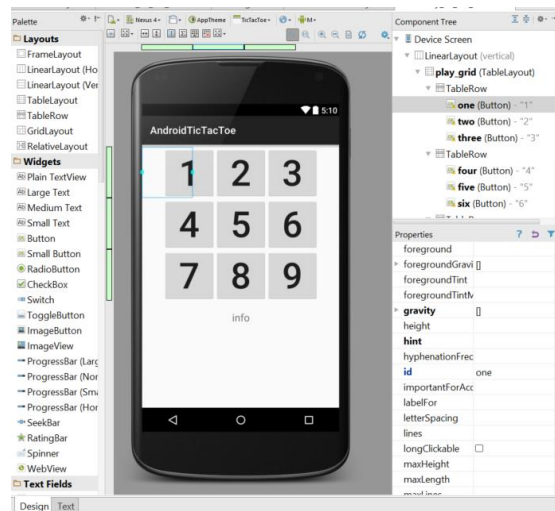 Palette
Nexus 4
AppTheme
TicTacToe
Layouts
FrameLayout
LinearLayout (Ho
LinearLayout (Ver
TableLayout
TableRow
GridLayout
RelativeLayout
Widgets
Plain TextView
Large Text
Medium Text
Small Text
Button
Small Button
RadioButton
CheckBox
Switch
ToggleButton
ImageButton
ImageView
ProgressBar (Larg
ProgressBar (Nor
ProgressBar (Sma
ProgressBar (Hor
SeekBar
RatingBar
Spinner
WebView
Text Fields
Design Text
5:10
AndroidTicTacToe
1 2 3
4 5 6
7 8 9
info
Component Tree
Device Screen
LinearLayout (vertical)
play_grid (TableLayout)
TableRow
one (Button) - "1"
two (Button) - "2"
three (Button) - "3"
TableRow
four (Button) - "4"
five (Button) - "5"
six (Button) - "6"
Properties
foreground
foregroundGravi []
foregroundTint
foregroundTintM
gravity []
height
hint
hyphenationFrec
id one
importantForAcc
labelFor
letterSpacing
lines
longClickable
maxHeight
maxLength
maxLines